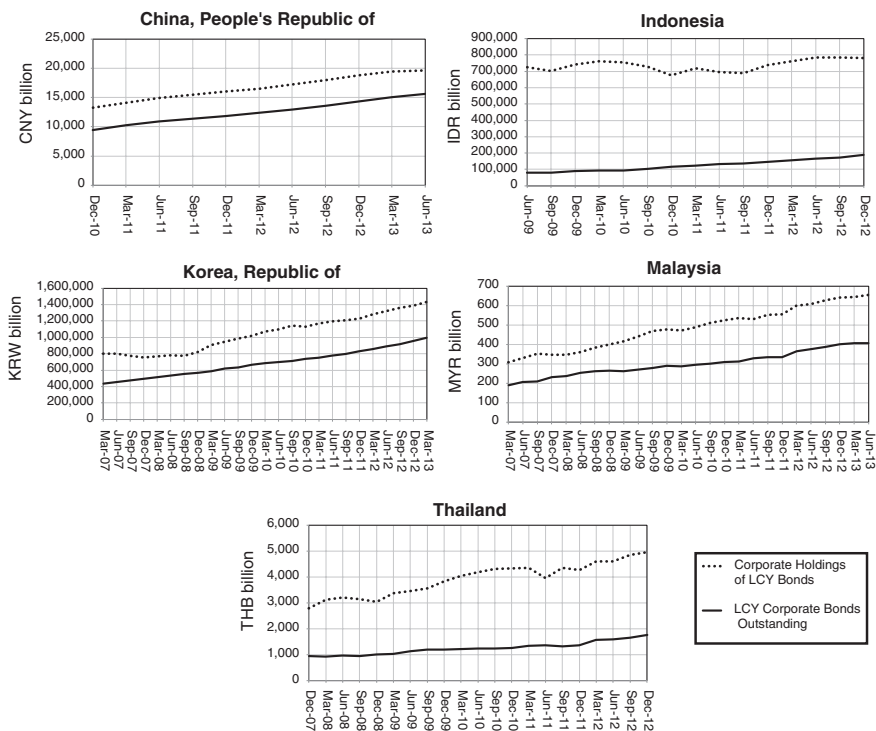 China, People's Republic of
25,000
20,000
15,000
10,000
5,000
0
CNY billion
Dec-10
Mar-11
Jun-11
Sep-11
Dec-11
Mar-12
Jun-12
Sep-12
Dec-12
Mar-13
Jun-13
Indonesia
900,000
800,000
700,000
600,000
500,000
400,000
300,000
200,000
100,000
0
IDR billion
Jun-09
Sep-09
Dec-09
Mar-10
Jun-10
Sep-10
Dec-10
Mar-11
Jun-11
Sep-11
Dec-11
Mar-12
Jun-12
Sep-12
Dec-12
Korea, Republic of
1,600,000
1,400,000
1,200,000
1,000,000
800,000
600,000
400,000
200,000
0
KRW billion
Mar-07
Jun-07
Sep-07
Dec-07
Mar-08
Jun-08
Sep-08
Dec-08
Mar-09
Jun-09
Sep-09
Dec-09
Mar-10
Jun-10
Sep-10
Dec-10
Mar-11
Jun-11
Sep-11
Dec-11
Mar-12
Jun-12
Sep-12
Dec-12
Mar-13
Malaysia
700
600
500
400
300
200
100
0
MYR billion
Mar-07
Jun-07
Sep-07
Dec-07
Mar-08
Jun-08
Sep-08
Dec-08
Mar-09
Jun-09
Sep-09
Dec-09
Mar-10
Jun-10
Sep-10
Dec-10
Mar-11
Jun-11
Sep-11
Dec-11
Mar-12
Jun-12
Sep-12
Dec-12
Mar-13
Jun-13
Thailand
6,000
5,000
4,000
3,000
2,000
1,000
0
THB billion
Dec-07
Mar-08
Jun-08
Sep-08
Dec-08
Mar-09
Jun-09
Sep-09
Dec-09
Mar-10
Jun-10
Sep-10
Dec-10
Mar-11
Jun-11
Sep-11
Dec-11
Mar-12
Jun-12
Sep-12
Dec-12
Corporate Holdings
of LCY Bonds
LCY Corporate Bonds
Outstanding